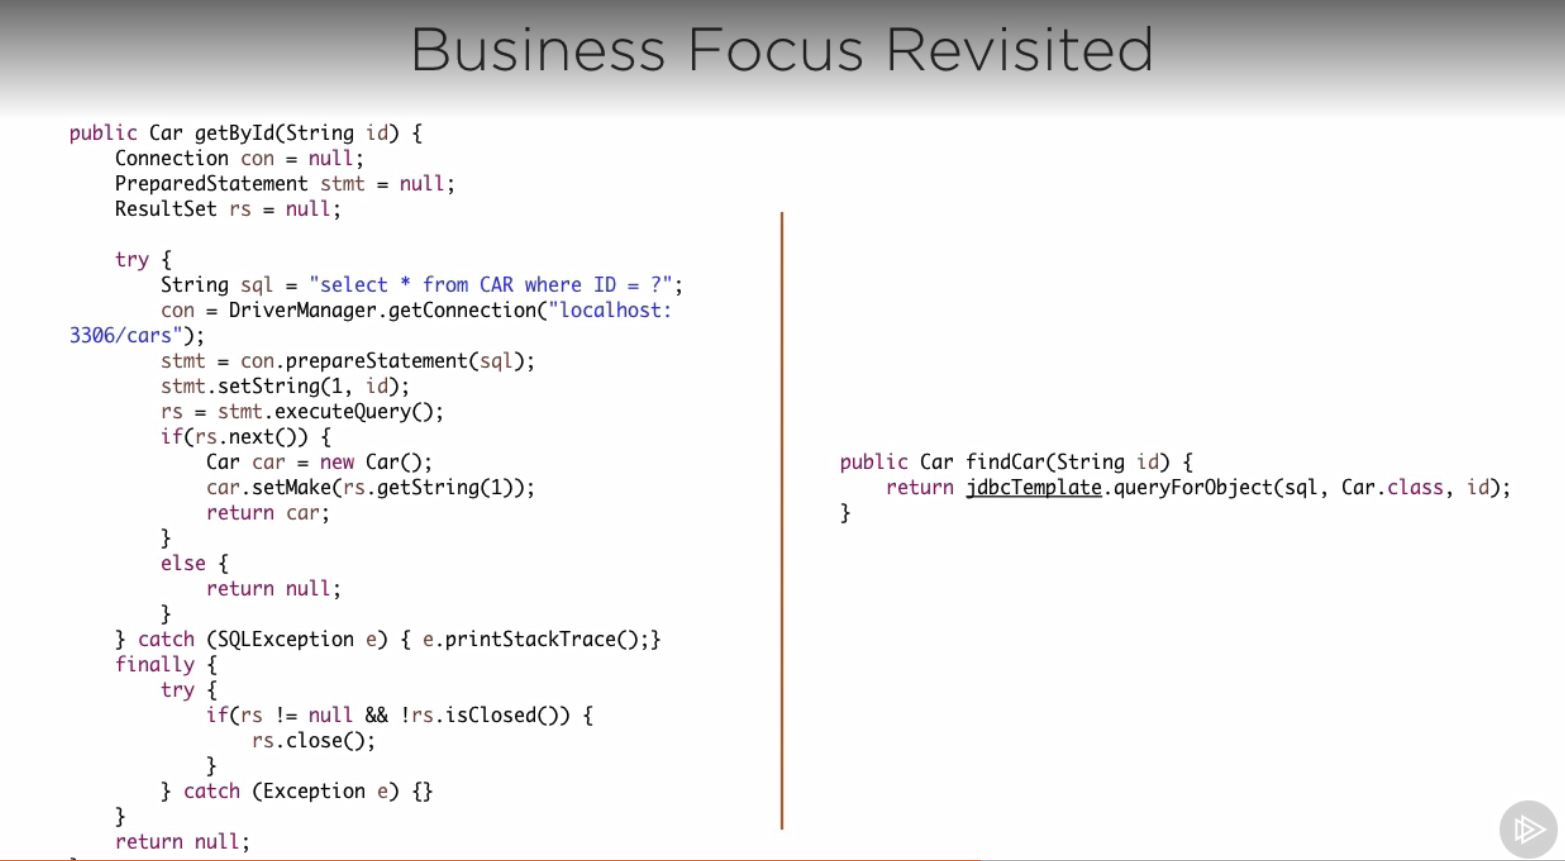 Business Focus Revisited
public Car getById(String id) {
    Connection con = null;
    PreparedStatement stmt = null;
    ResultSet rs = null;

    try {
        String sql = "select * from CAR where ID = ?";
        con = DriverManager.getConnection("localhost:
3306/cars");
        stmt = con.prepareStatement(sql);
        stmt.setString(1, id);
        rs = stmt.executeQuery();
        if(rs.next()) {
            Car car = new Car();
            car.setMake(rs.getString(1));
            return car;
        }
        else {
            return null;
        }
    } catch (SQLException e) { e.printStackTrace();}
    finally {
        try {
            if(rs != null && !rs.isClosed()) {
                rs.close();
            }
        } catch (Exception e) {}
    }
    return null;
public Car findCar(String id) {
    return jdbcTemplate.queryForObject(sql, Car.class, id);
}